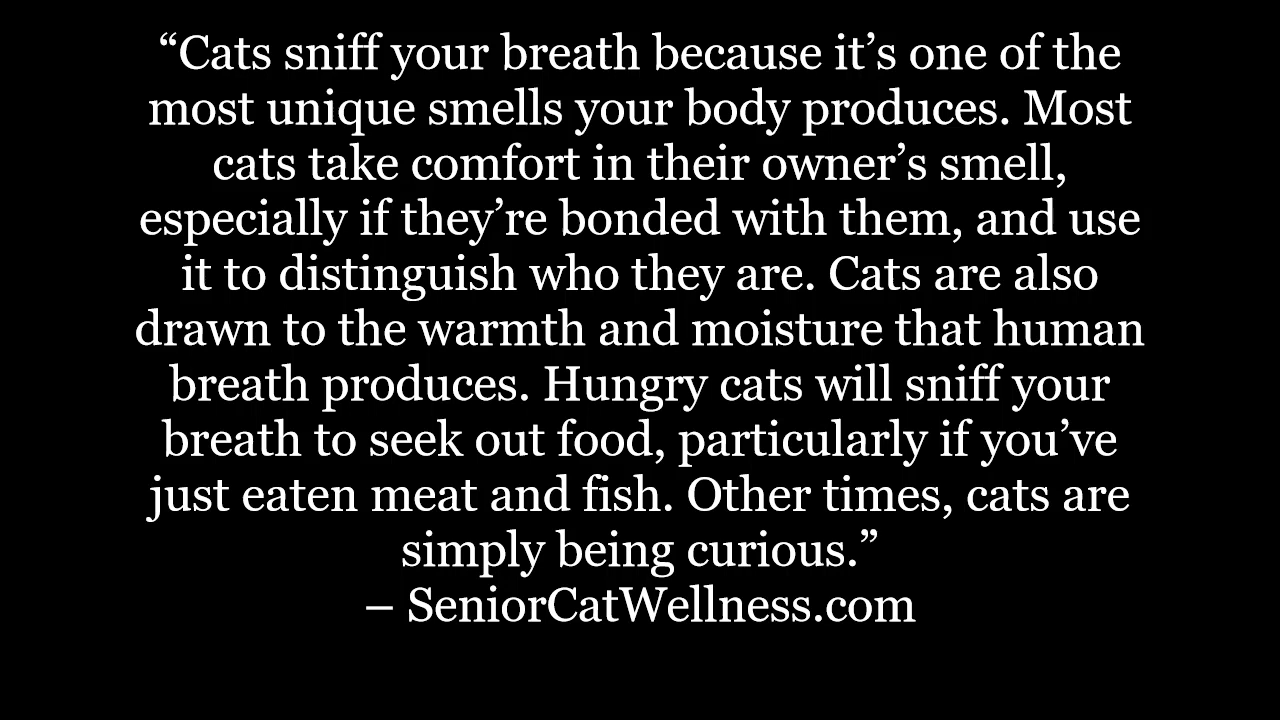 “Cats sniff your breath because it’s one of the
most unique smells your body produces. Most
cats take comfort in their owner’s smell,
especially if they’re bonded with them, and use
it to distinguish who they are. Cats are also
drawn to the warmth and moisture that human
breath produces. Hungry cats will sniff your
breath to seek out food, particularly if you’ve
just eaten meat and fish. Other times, cats are
simply being curious.”
– SeniorCatWellness.com